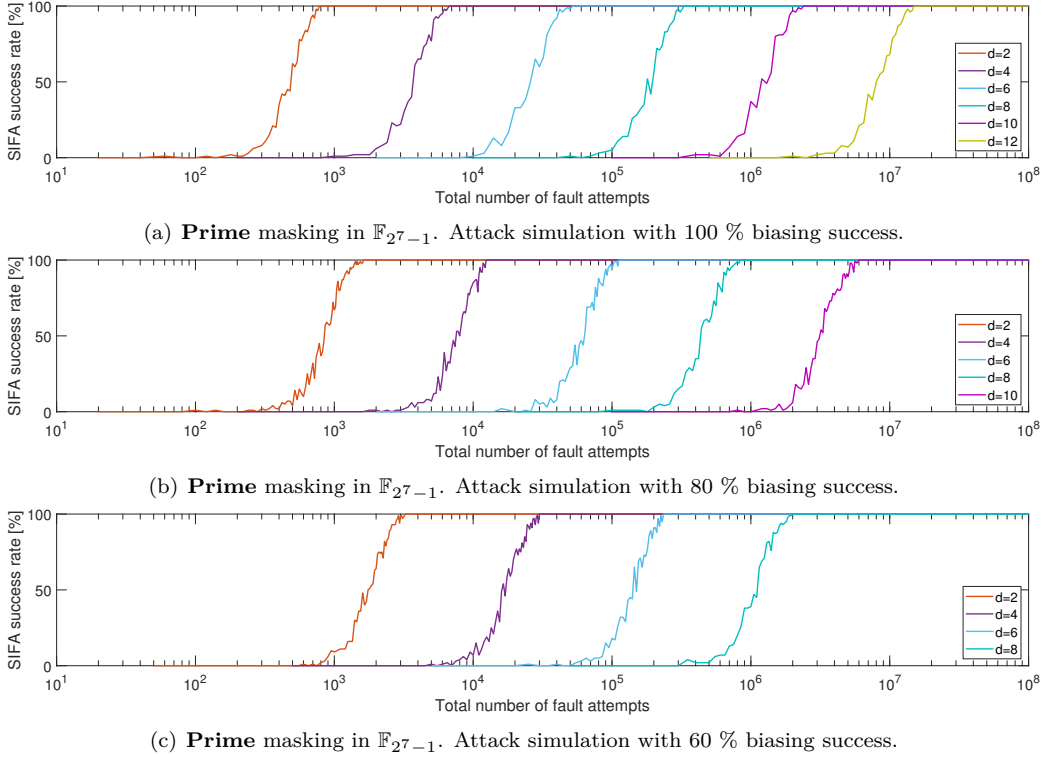 100
50
0
SIFA success rate [%]
d=2
d=4
d=6
d=8
d=10
d=12
10^1 10^2 10^3 10^4 10^5 10^6 10^7 10^8
Total number of fault attempts
(a) Prime masking in 𝔽_{2^7−1}. Attack simulation with 100 % biasing success.
100
50
0
SIFA success rate [%]
d=2
d=4
d=6
d=8
d=10
10^1 10^2 10^3 10^4 10^5 10^6 10^7 10^8
Total number of fault attempts
(b) Prime masking in 𝔽_{2^7−1}. Attack simulation with 80 % biasing success.
100
50
0
SIFA success rate [%]
d=2
d=4
d=6
d=8
10^1 10^2 10^3 10^4 10^5 10^6 10^7 10^8
Total number of fault attempts
(c) Prime masking in 𝔽_{2^7−1}. Attack simulation with 60 % biasing success.